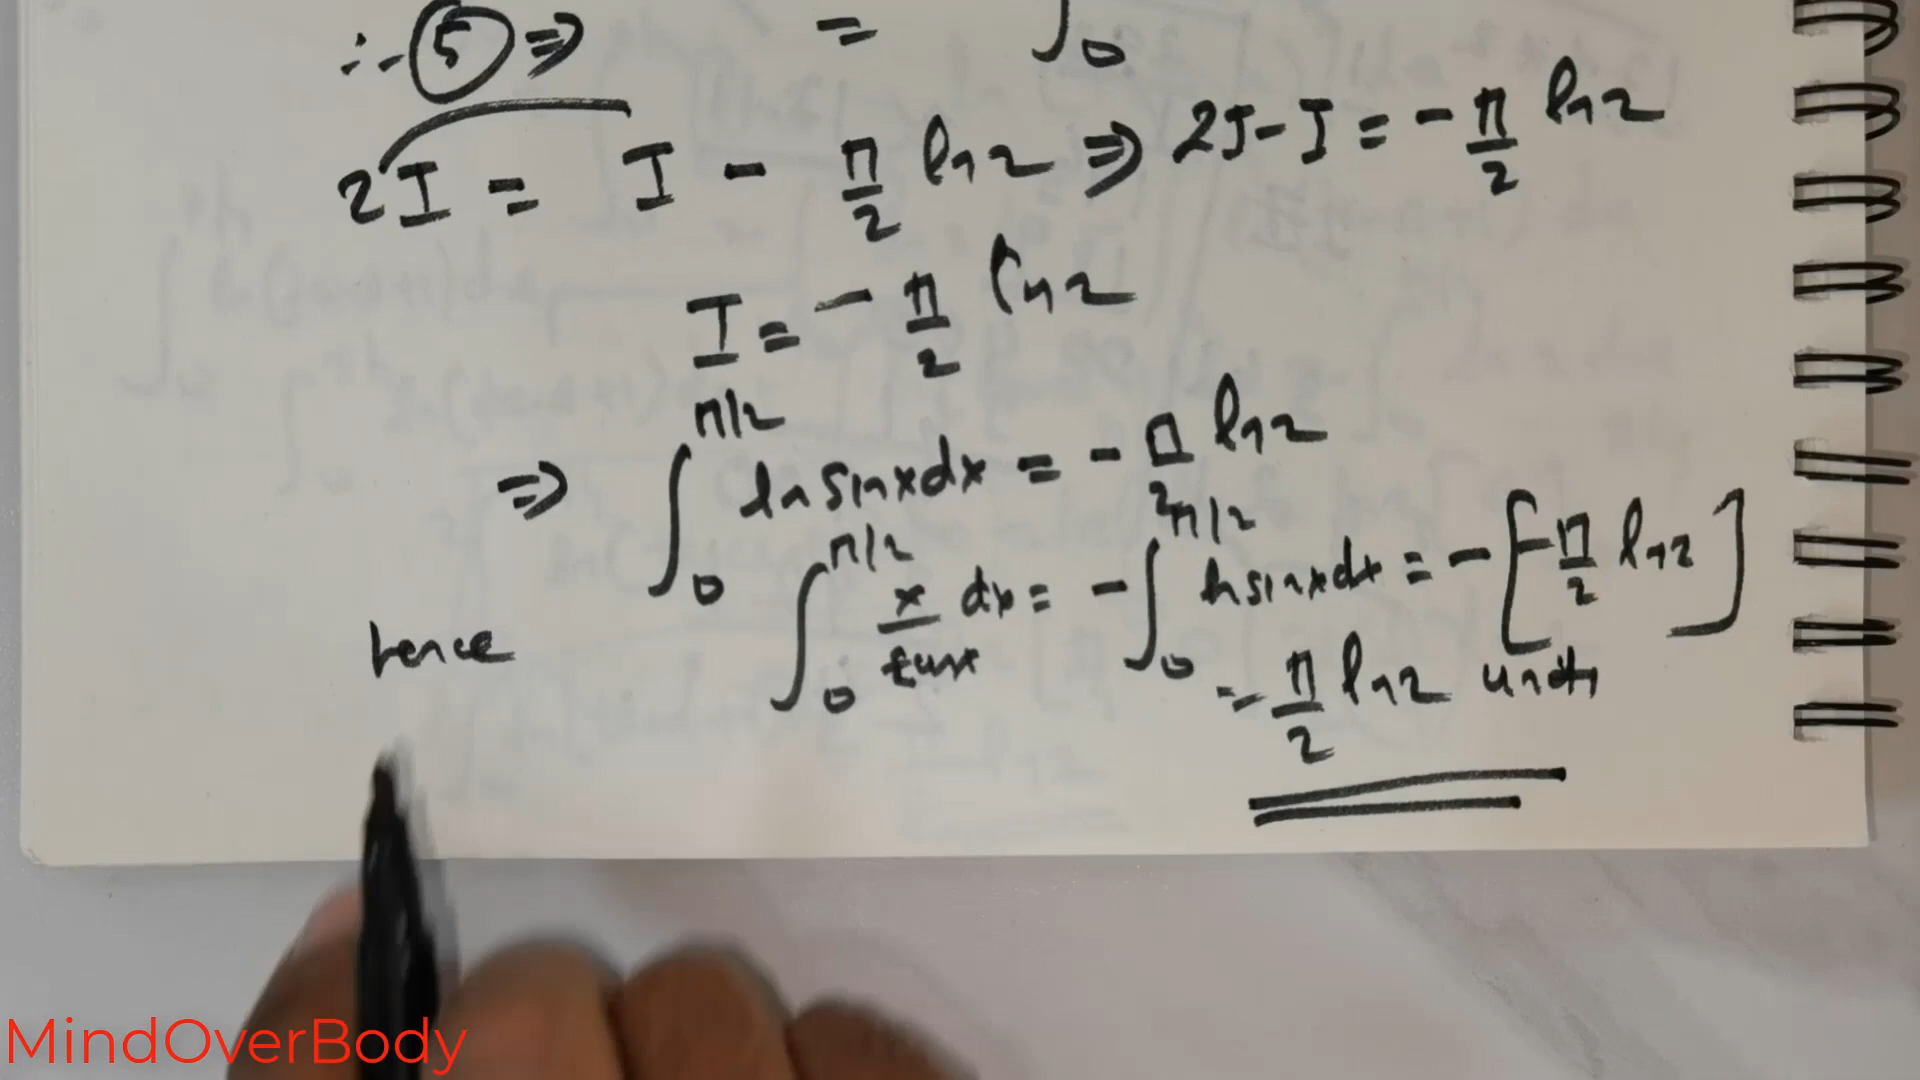 ∴ ⑤ ⇒ = ∫₀
2I = I - π/2 ln2 ⇒ 2I - I = - π/2 ln2
I = - π/2 ln2
⇒ ∫₀^π/2 ln sinx dx = - π/2 ln2
hence ∫₀^π/2 x/tanx dx = - ∫₀^π/2 ln sinx dx = - [- π/2 ln2]
= π/2 ln2 units
MindOverBody